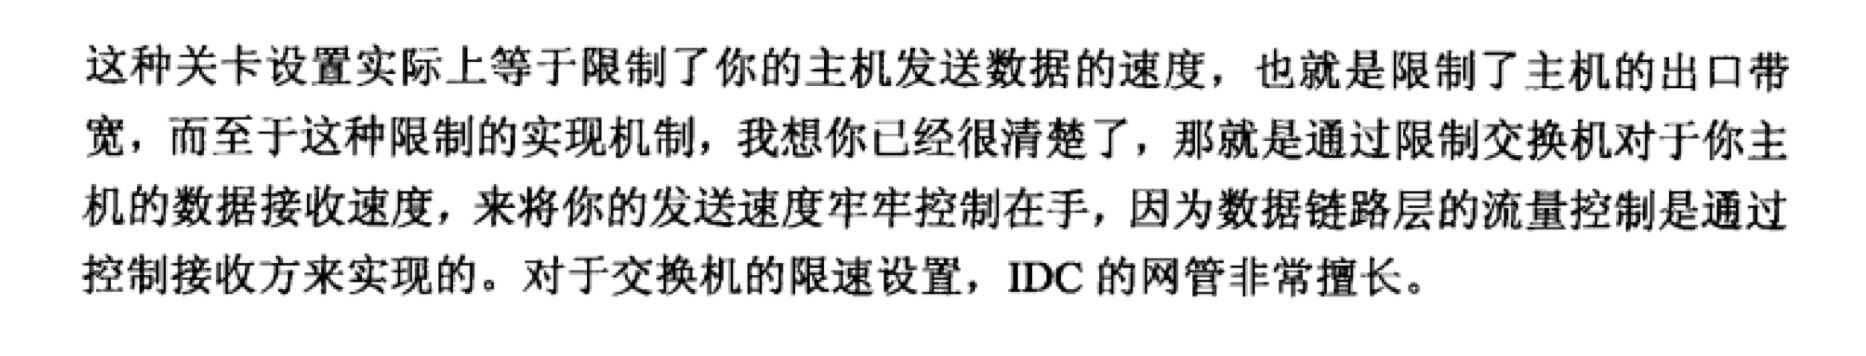 这种关卡设置实际上等于限制了你的主机发送数据的速度，也就是限制了主机的出口带
宽，而至于这种限制的实现机制，我想你已经很清楚了，那就是通过限制交换机对于你主
机的数据接收速度，来将你的发送速度牢牢控制在手，因为数据链路层的流量控制是通过
控制接收方来实现的。对于交换机的限速设置，IDC 的网管非常擅长。